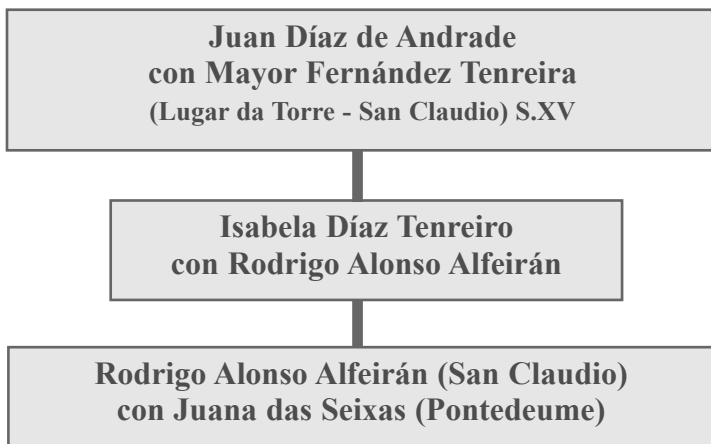 Juan Díaz de Andrade
con Mayor Fernández Tenreira
(Lugar da Torre - San Claudio) S.XV
Isabela Díaz Tenreiro
con Rodrigo Alonso Alfeirán
Rodrigo Alonso Alfeirán (San Claudio)
con Juana das Seixas (Pontedeume)